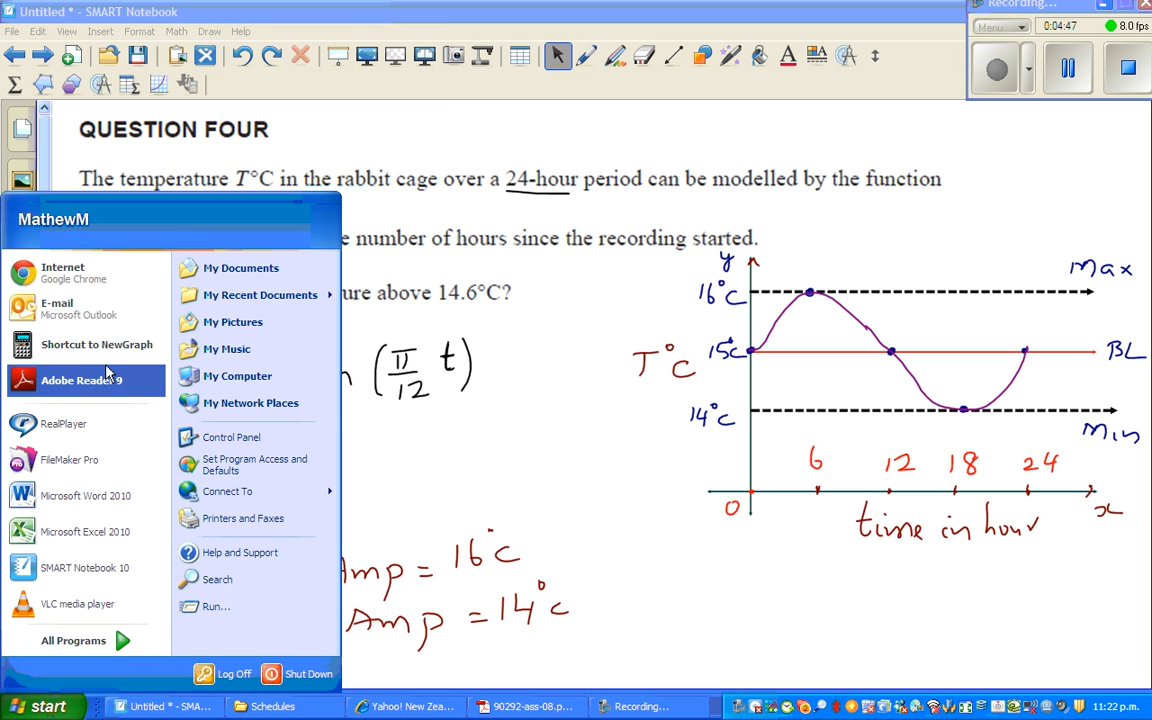 Untitled * - SMART Notebook
Recording...
File Edit View Insert Format Math Draw Help
Menu
0:04:47
8.0 fps
QUESTION FOUR
The temperature T°C in the rabbit cage over a 24-hour period can be modelled by the function
e number of hours since the recording started.
ure above 14.6°C?
MathewM
Internet
Google Chrome
E-mail
Microsoft Outlook
Shortcut to NewGraph
Adobe Reader 9
RealPlayer
FileMaker Pro
Microsoft Word 2010
Microsoft Excel 2010
SMART Notebook 10
VLC media player
All Programs
My Documents
My Recent Documents
My Pictures
My Music
My Computer
My Network Places
Control Panel
Set Program Access and
Defaults
Connect To
Printers and Faxes
Help and Support
Search
Run...
Log Off
Shut Down
n (π/12 t)
Amp = 16°C
Amp = 14°C
y
Max
16°C
T°C
15°C
BL
14°C
Min
6 12 18 24
0
x
time in hour
start
Untitled * - SMA...
Schedules
Yahoo! New Zea...
90292-ass-08.p...
Recording...
11:22 p.m.